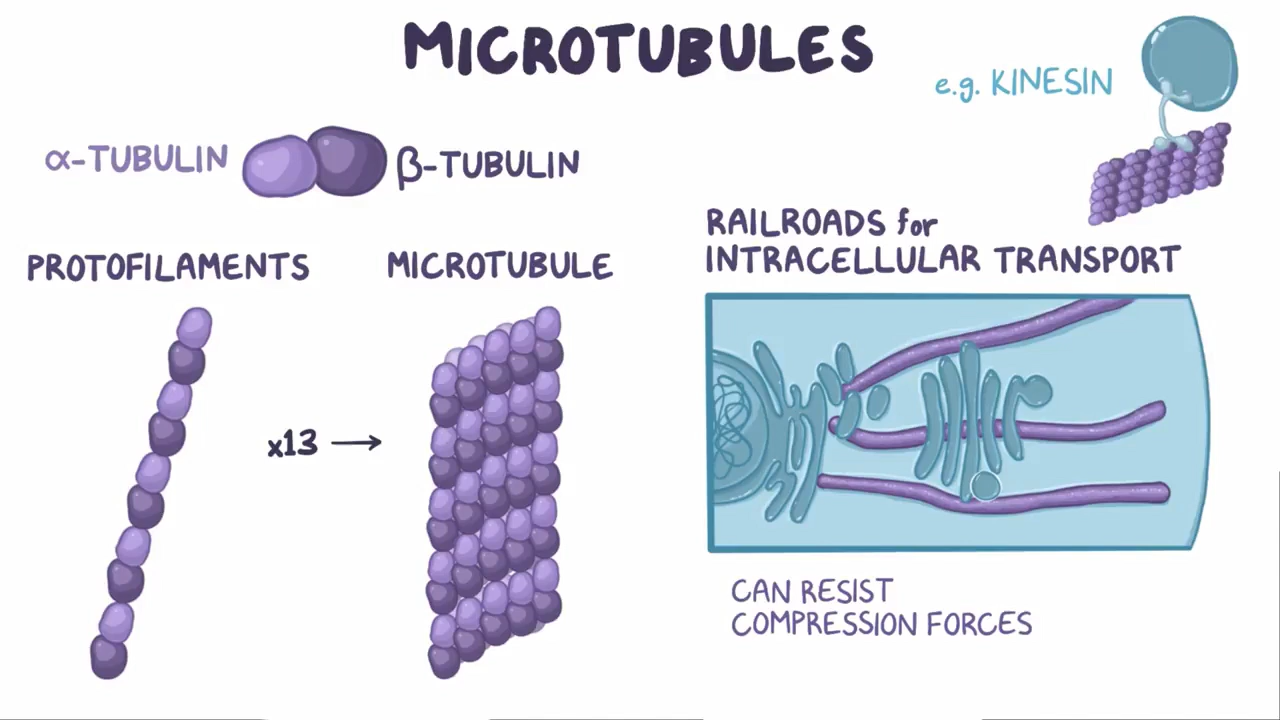 MICROTUBULES
e.g. KINESIN
α-TUBULIN
β-TUBULIN
PROTOFILAMENTS
MICROTUBULE
x13 →
RAILROADS for
INTRACELLULAR TRANSPORT
CAN RESIST
COMPRESSION FORCES